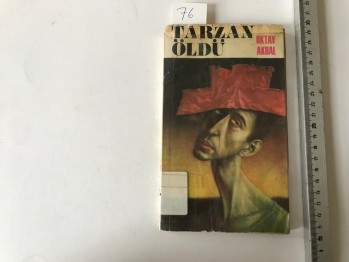 76
TARZAN
ÖLDÜ
OKTAY
AKBAL